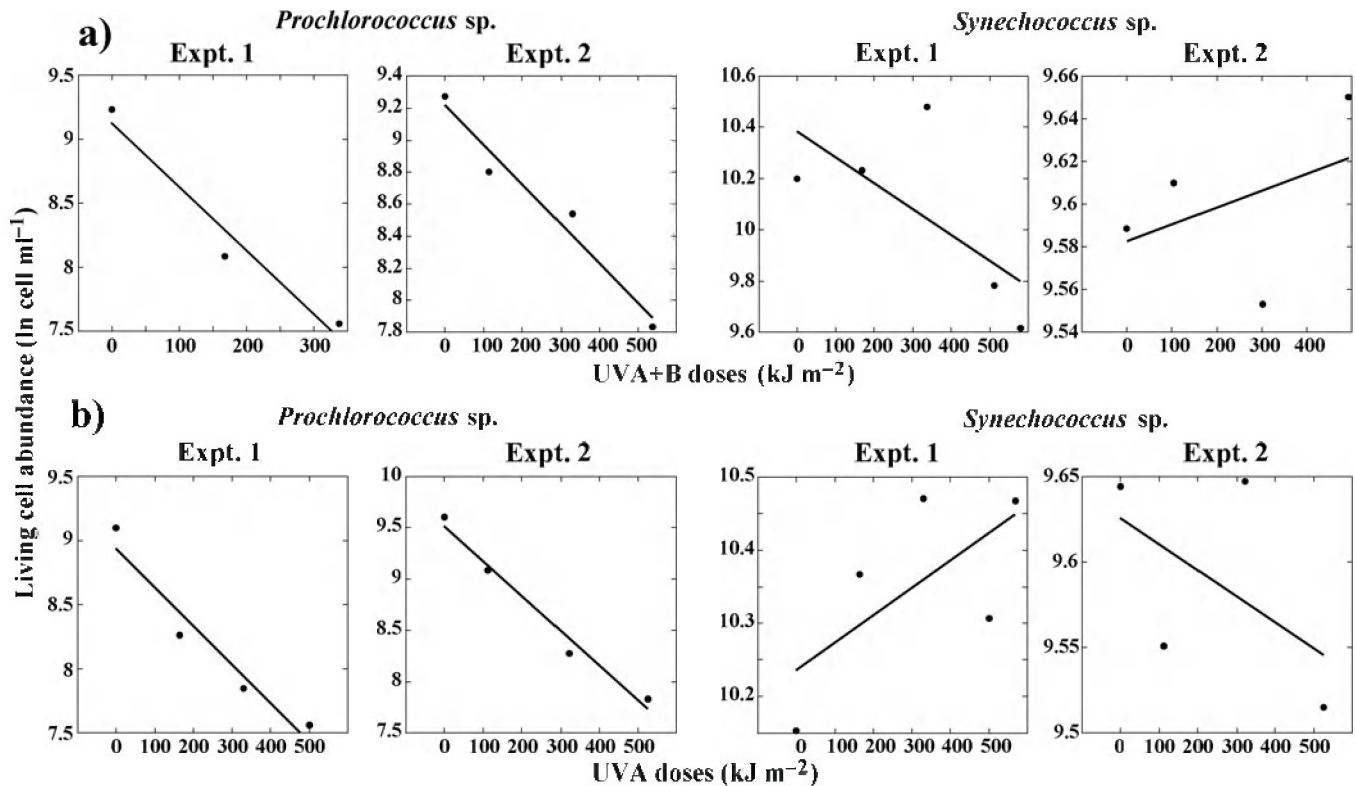 a)
Prochlorococcus sp.
Synechococcus sp.
Expt. 1
Expt. 2
Expt. 1
Expt. 2
9.5
9
8.5
8
7.5
0 100 200 300
9.4
9.2
9
8.8
8.6
8.4
8.2
8
7.8
0 100 200 300 400 500
10.6
10.4
10.2
10
9.8
9.6
0 100 200 300 400 500
9.66
9.64
9.62
9.6
9.58
9.56
9.54
0 100 200 300 400
UVA+B doses (kJ m⁻²)
Living cell abundance (ln cell ml⁻¹)
b)
Prochlorococcus sp.
Synechococcus sp.
Expt. 1
Expt. 2
Expt. 1
Expt. 2
9.5
9
8.5
8
7.5
0 100 200 300 400 500
10
9.5
9
8.5
8
7.5
0 100 200 300 400 500
10.5
10.4
10.3
10.2
0 100 200 300 400 500
9.65
9.6
9.55
9.5
0 100 200 300 400 500
UVA doses (kJ m⁻²)